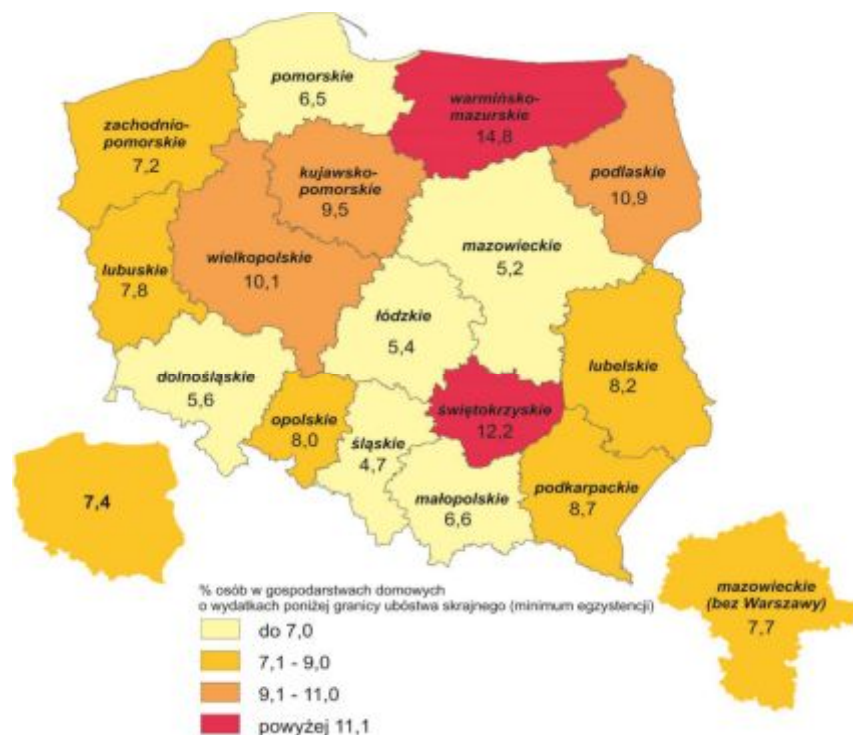 pomorskie
6,5
warmińsko-
mazurskie
14,8
zachodnio-
pomorskie
7,2
kujawsko-
pomorskie
9,5
podlaskie
10,9
wielkopolskie
10,1
mazowieckie
5,2
lubuskie
7,8
łódzkie
5,4
lubelskie
8,2
dolnośląskie
5,6
opolskie
8,0
świętokrzyskie
12,2
śląskie
4,7
małopolskie
6,6
podkarpackie
8,7
7,4
mazowieckie
(bez Warszawy)
7,7
% osób w gospodarstwach domowych
o wydatkach poniżej granicy ubóstwa skrajnego (minimum egzystencji)
do 7,0
7,1 - 9,0
9,1 - 11,0
powyżej 11,1